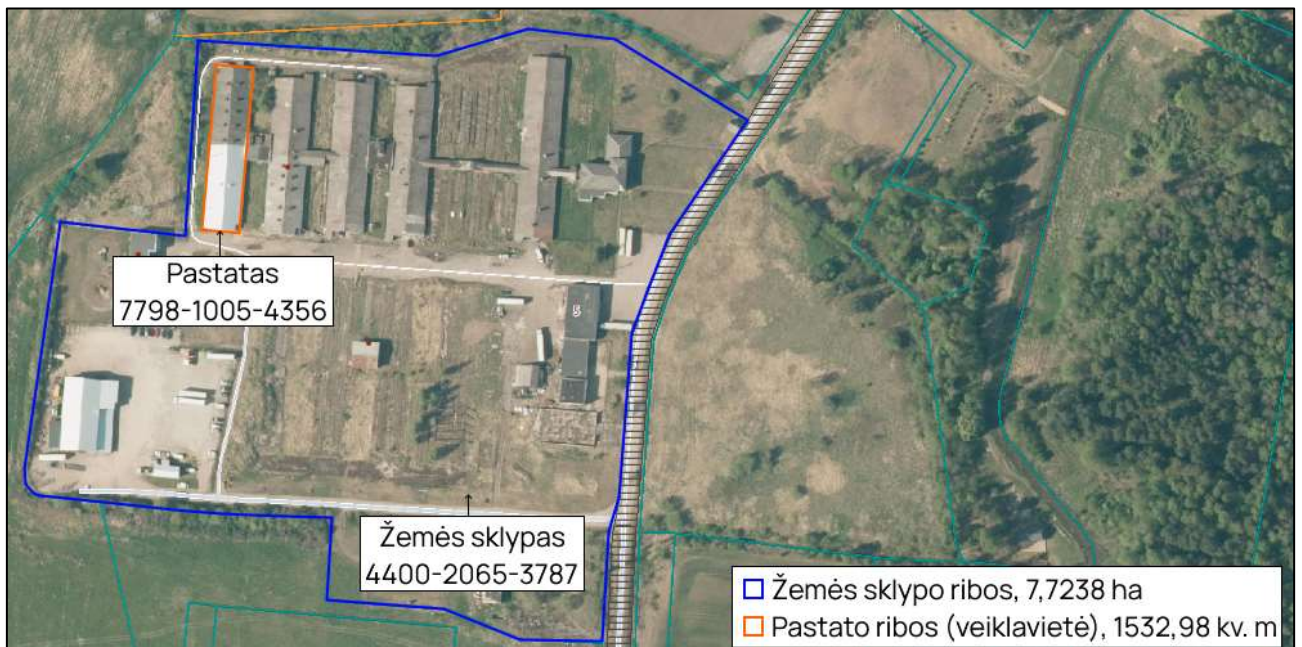 Pastatas
7798-1005-4356
5
Žemės sklypas
4400-2065-3787
Žemės sklypo ribos, 7,7238 ha
Pastato ribos (veiklavietė), 1532,98 kv. m